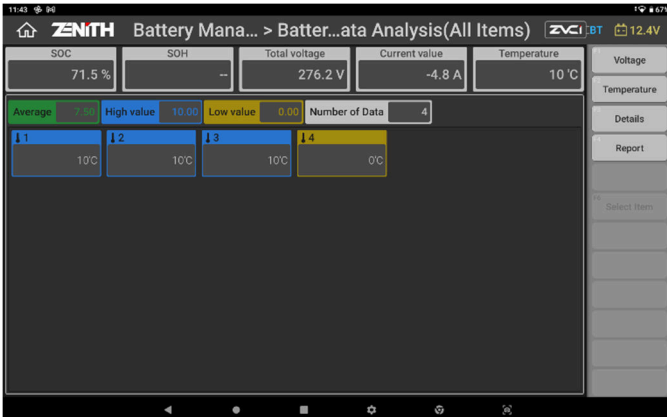 11:43
67%
ZENITH Battery Mana... > Batter...ata Analysis(All Items) ZVCI BT 12.4V
SOC SOH Total voltage Current value Temperature
71.5 % -- 276.2 V -4.8 A 10 ℃
Voltage
Temperature
Details
Report
Select Item
Average 7.50 High value 10.00 Low value 0.00 Number of Data 4
1 2 3 4
10℃ 10℃ 10℃ 0℃